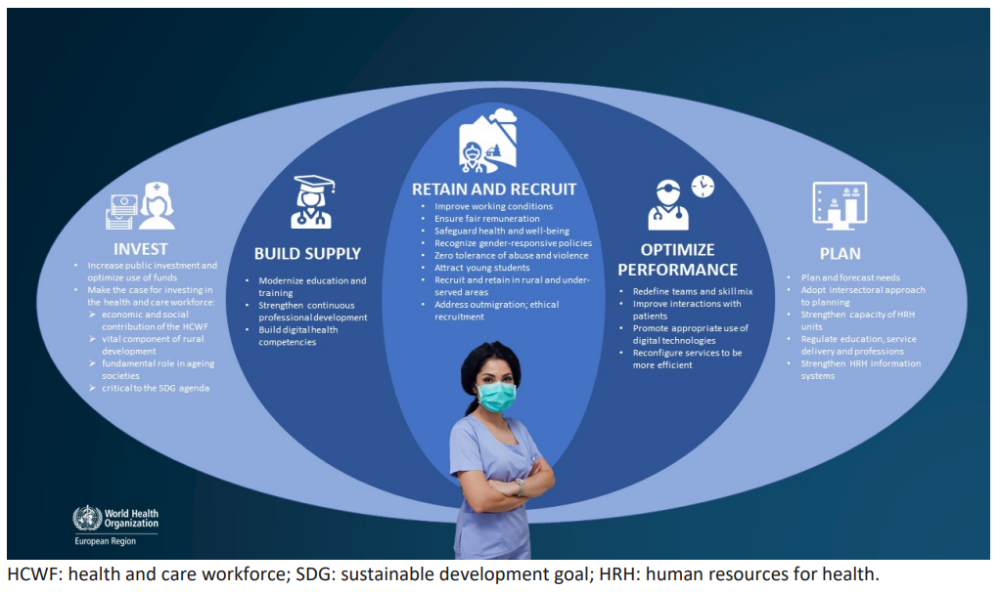 INVEST
• Increase public investment and
optimize use of funds
• Make the case for investing in
the health and care workforce:
➢ economic and social
contribution of the HCWF
➢ vital component of rural
development
➢ fundamental role in ageing
societies
➢ critical to the SDG agenda
BUILD SUPPLY
• Modernize education and
training
• Strengthen continuous
professional development
• Build digital health
competencies
RETAIN AND RECRUIT
• Improve working conditions
• Ensure fair remuneration
• Safeguard health and well-being
• Recognize gender-responsive policies
• Zero tolerance of abuse and violence
• Attract young students
• Recruit and retain in rural and under-
served areas
• Address outmigration; ethical
recruitment
OPTIMIZE
PERFORMANCE
• Redefine teams and skill mix
• Improve interactions with
patients
• Promote appropriate use of
digital technologies
• Reconfigure services to be
more efficient
PLAN
• Plan and forecast needs
• Adopt intersectoral approach
to planning
• Strengthen capacity of HRH
units
• Regulate education, service
delivery and professions
• Strengthen HRH information
systems
World Health
Organization
European Region
HCWF: health and care workforce; SDG: sustainable development goal; HRH: human resources for health.